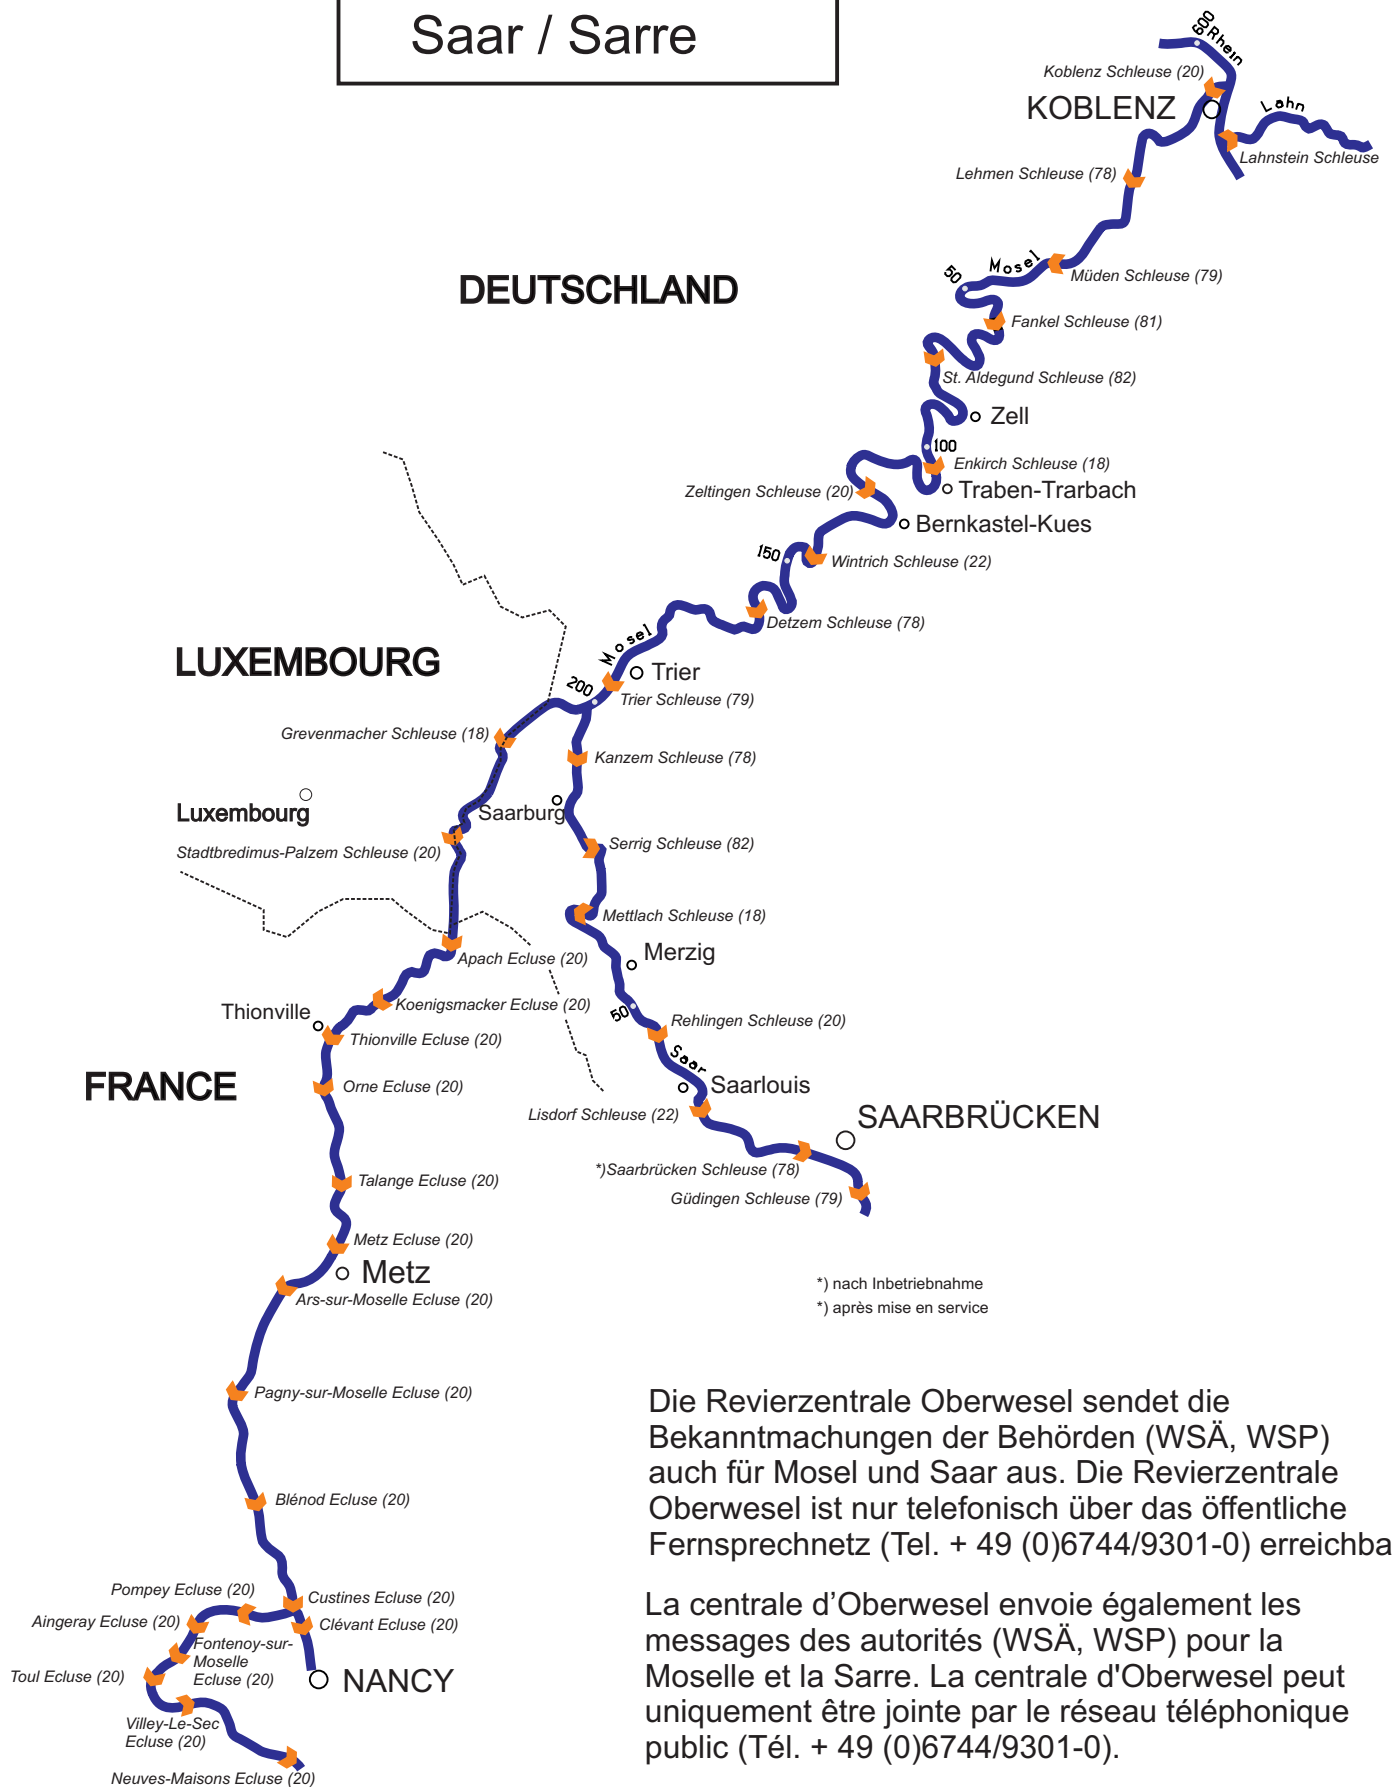 Saar / Sarre
600
Rhein
Koblenz Schleuse (20)
KOBLENZ
Lahn
Lahnstein Schleuse
Lehmen Schleuse (78)
DEUTSCHLAND
50
Mosel
Müden Schleuse (79)
Fankel Schleuse (81)
St. Aldegund Schleuse (82)
Zell
100
Enkirch Schleuse (18)
Zeltingen Schleuse (20)
Traben-Trarbach
Bernkastel-Kues
150
Wintrich Schleuse (22)
Detzem Schleuse (78)
Mosel
LUXEMBOURG
Trier
200
Trier Schleuse (79)
Grevenmacher Schleuse (18)
Kanzem Schleuse (78)
Luxembourg
Saarburg
Stadtbredimus-Palzem Schleuse (20)
Serrig Schleuse (82)
Mettlach Schleuse (18)
Merzig
Apach Ecluse (20)
Koenigsmacker Ecluse (20)
Thionville
50
Rehlingen Schleuse (20)
Thionville Ecluse (20)
Saar
FRANCE
Orne Ecluse (20)
Saarlouis
Lisdorf Schleuse (22)
SAARBRÜCKEN
*)Saarbrücken Schleuse (78)
Talange Ecluse (20)
Güdingen Schleuse (79)
Metz Ecluse (20)
Metz
*) nach Inbetriebnahme
*) après mise en service
Ars-sur-Moselle Ecluse (20)
Pagny-sur-Moselle Ecluse (20)
Die Revierzentrale Oberwesel sendet die
Bekanntmachungen der Behörden (WSÄ, WSP)
auch für Mosel und Saar aus. Die Revierzentrale
Oberwesel ist nur telefonisch über das öffentliche
Fernsprechnetz (Tel. + 49 (0)6744/9301-0) erreichba
Blénod Ecluse (20)
Pompey Ecluse (20)
Custines Ecluse (20)
Aingeray Ecluse (20)
Clévant Ecluse (20)
Fontenoy-sur-
Moselle
Ecluse (20)
Toul Ecluse (20)
NANCY
Villey-Le-Sec
Ecluse (20)
Neuves-Maisons Ecluse (20)
La centrale d’Oberwesel envoie également les
messages des autorités (WSÄ, WSP) pour la
Moselle et la Sarre. La centrale d'Oberwesel peut
uniquement être jointe par le réseau téléphonique
public (Tél. + 49 (0)6744/9301-0).